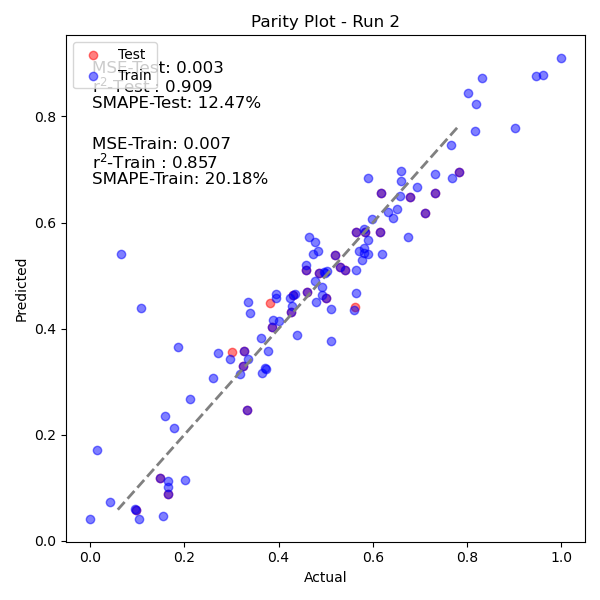 Parity Plot - Run 2
Test
Train
MSE-Test: 0.003
r²-Test : 0.909
SMAPE-Test: 12.47%
MSE-Train: 0.007
r²-Train : 0.857
SMAPE-Train: 20.18%
Predicted
0.8
0.6
0.4
0.2
0.0
0.0 0.2 0.4 0.6 0.8 1.0
Actual